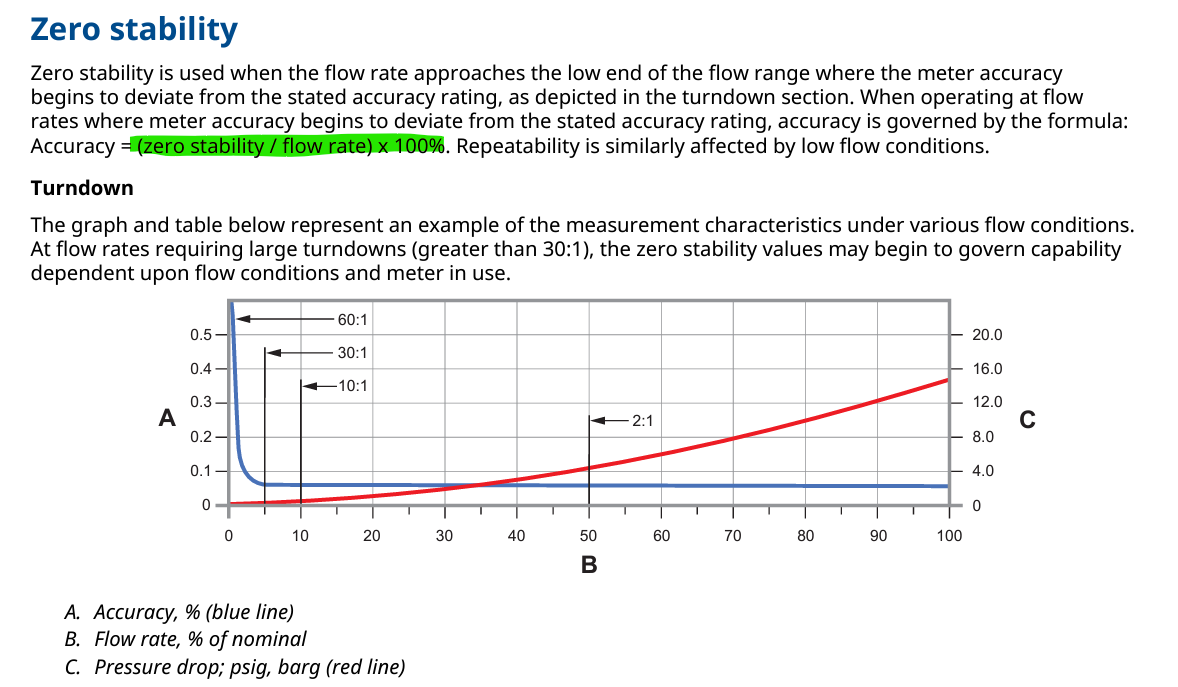 Zero stability
Zero stability is used when the flow rate approaches the low end of the flow range where the meter accuracy
begins to deviate from the stated accuracy rating, as depicted in the turndown section. When operating at flow
rates where meter accuracy begins to deviate from the stated accuracy rating, accuracy is governed by the formula:
Accuracy = (zero stability / flow rate) x 100%. Repeatability is similarly affected by low flow conditions.
Turndown
The graph and table below represent an example of the measurement characteristics under various flow conditions.
At flow rates requiring large turndowns (greater than 30:1), the zero stability values may begin to govern capability
dependent upon flow conditions and meter in use.
60:1
0.5 20.0
30:1
0.4 16.0
10:1
0.3 12.0
A 2:1 C
0.2 8.0
0.1 4.0
0 0
0 10 20 30 40 50 60 70 80 90 100
B
A. Accuracy, % (blue line)
B. Flow rate, % of nominal
C. Pressure drop; psig, barg (red line)